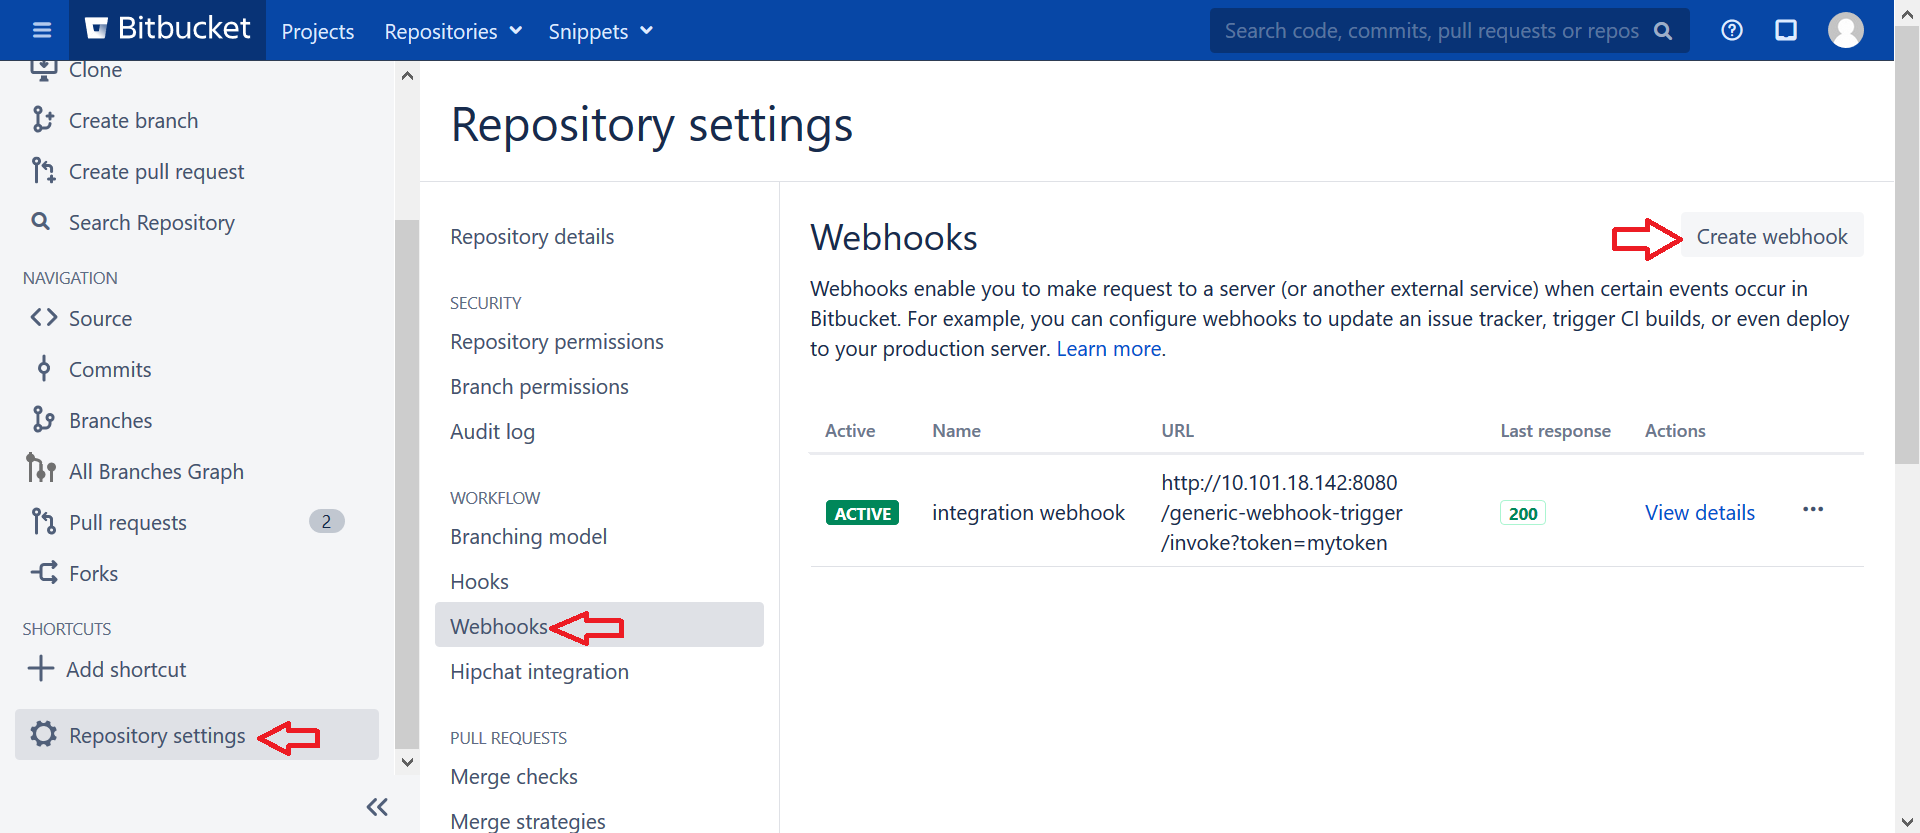 Bitbucket
Projects
Repositories
Snippets
Search code, commits, pull requests or repos
Clone
Create branch
Create pull request
Search Repository
NAVIGATION
Source
Commits
Branches
All Branches Graph
Pull requests 2
Forks
SHORTCUTS
Add shortcut
Repository settings
Repository settings
Repository details
SECURITY
Repository permissions
Branch permissions
Audit log
WORKFLOW
Branching model
Hooks
Webhooks
Hipchat integration
PULL REQUESTS
Merge checks
Merge strategies
Webhooks
Create webhook
Webhooks enable you to make request to a server (or another external service) when certain events occur in
Bitbucket. For example, you can configure webhooks to update an issue tracker, trigger CI builds, or even deploy
to your production server. Learn more.
Active Name URL Last response Actions
ACTIVE integration webhook
http://10.101.18.142:8080
/generic-webhook-trigger
/invoke?token=mytoken
200 View details